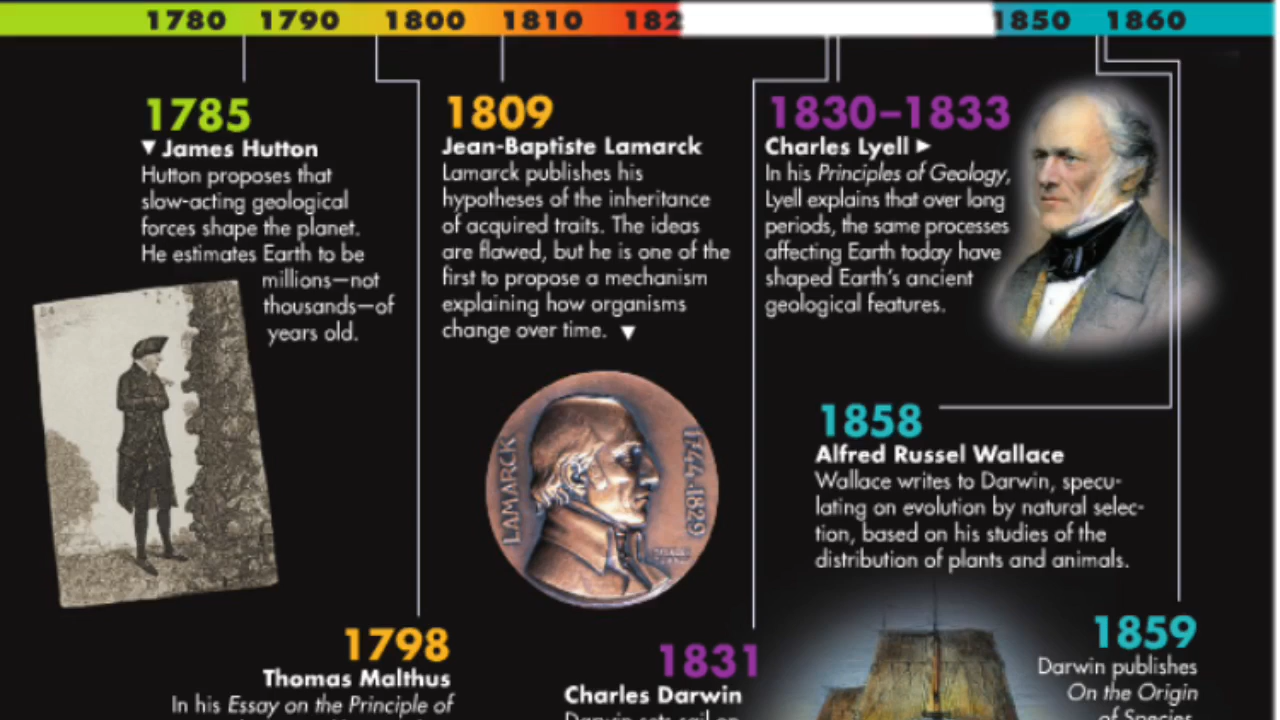 1780 1790 1800 1810 182 1850 1860
1785
▼ James Hutton
Hutton proposes that
slow-acting geological
forces shape the planet.
He estimates Earth to be
millions—not
thousands—of
years old.
1809
Jean-Baptiste Lamarck
Lamarck publishes his
hypotheses of the inheritance
of acquired traits. The ideas
are flawed, but he is one of the
first to propose a mechanism
explaining how organisms
change over time. ▼
LAMARCK
1744-1829
1830–1833
Charles Lyell ►
In his Principles of Geology,
Lyell explains that over long
periods, the same processes
affecting Earth today have
shaped Earth's ancient
geological features.
1858
Alfred Russel Wallace
Wallace writes to Darwin, specu-
lating on evolution by natural selec-
tion, based on his studies of the
distribution of plants and animals.
1798
Thomas Malthus
In his Essay on the Principle of
1831
Charles Darwin
Darwin sets sail on
1859
Darwin publishes
On the Origin
of Species